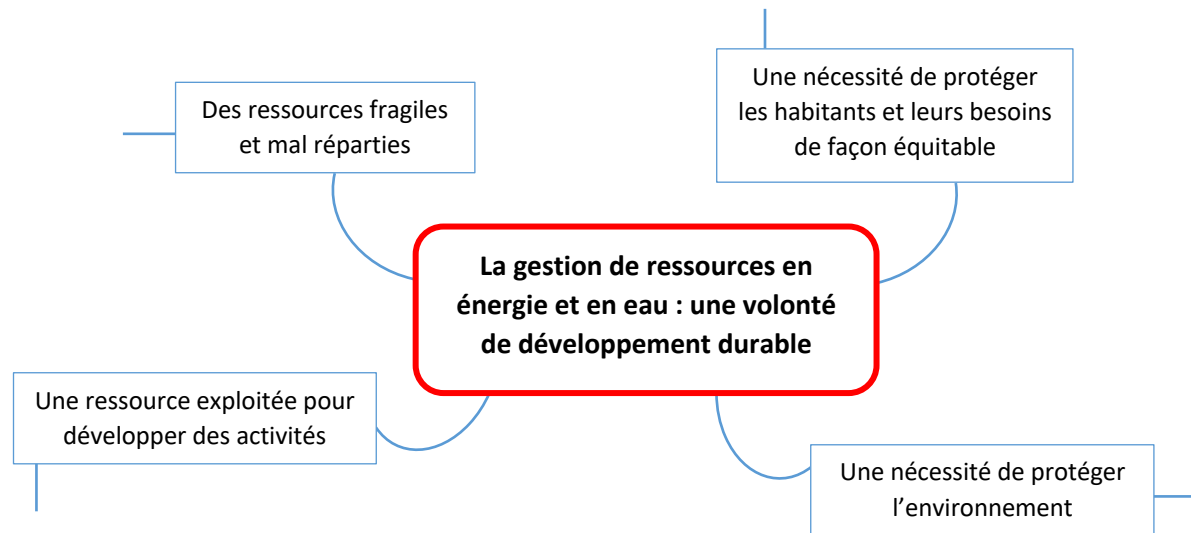 Des ressources fragiles
et mal réparties
Une nécessité de protéger
les habitants et leurs besoins
de façon équitable
La gestion de ressources en
énergie et en eau : une volonté
de développement durable
Une ressource exploitée pour
développer des activités
Une nécessité de protéger
l’environnement